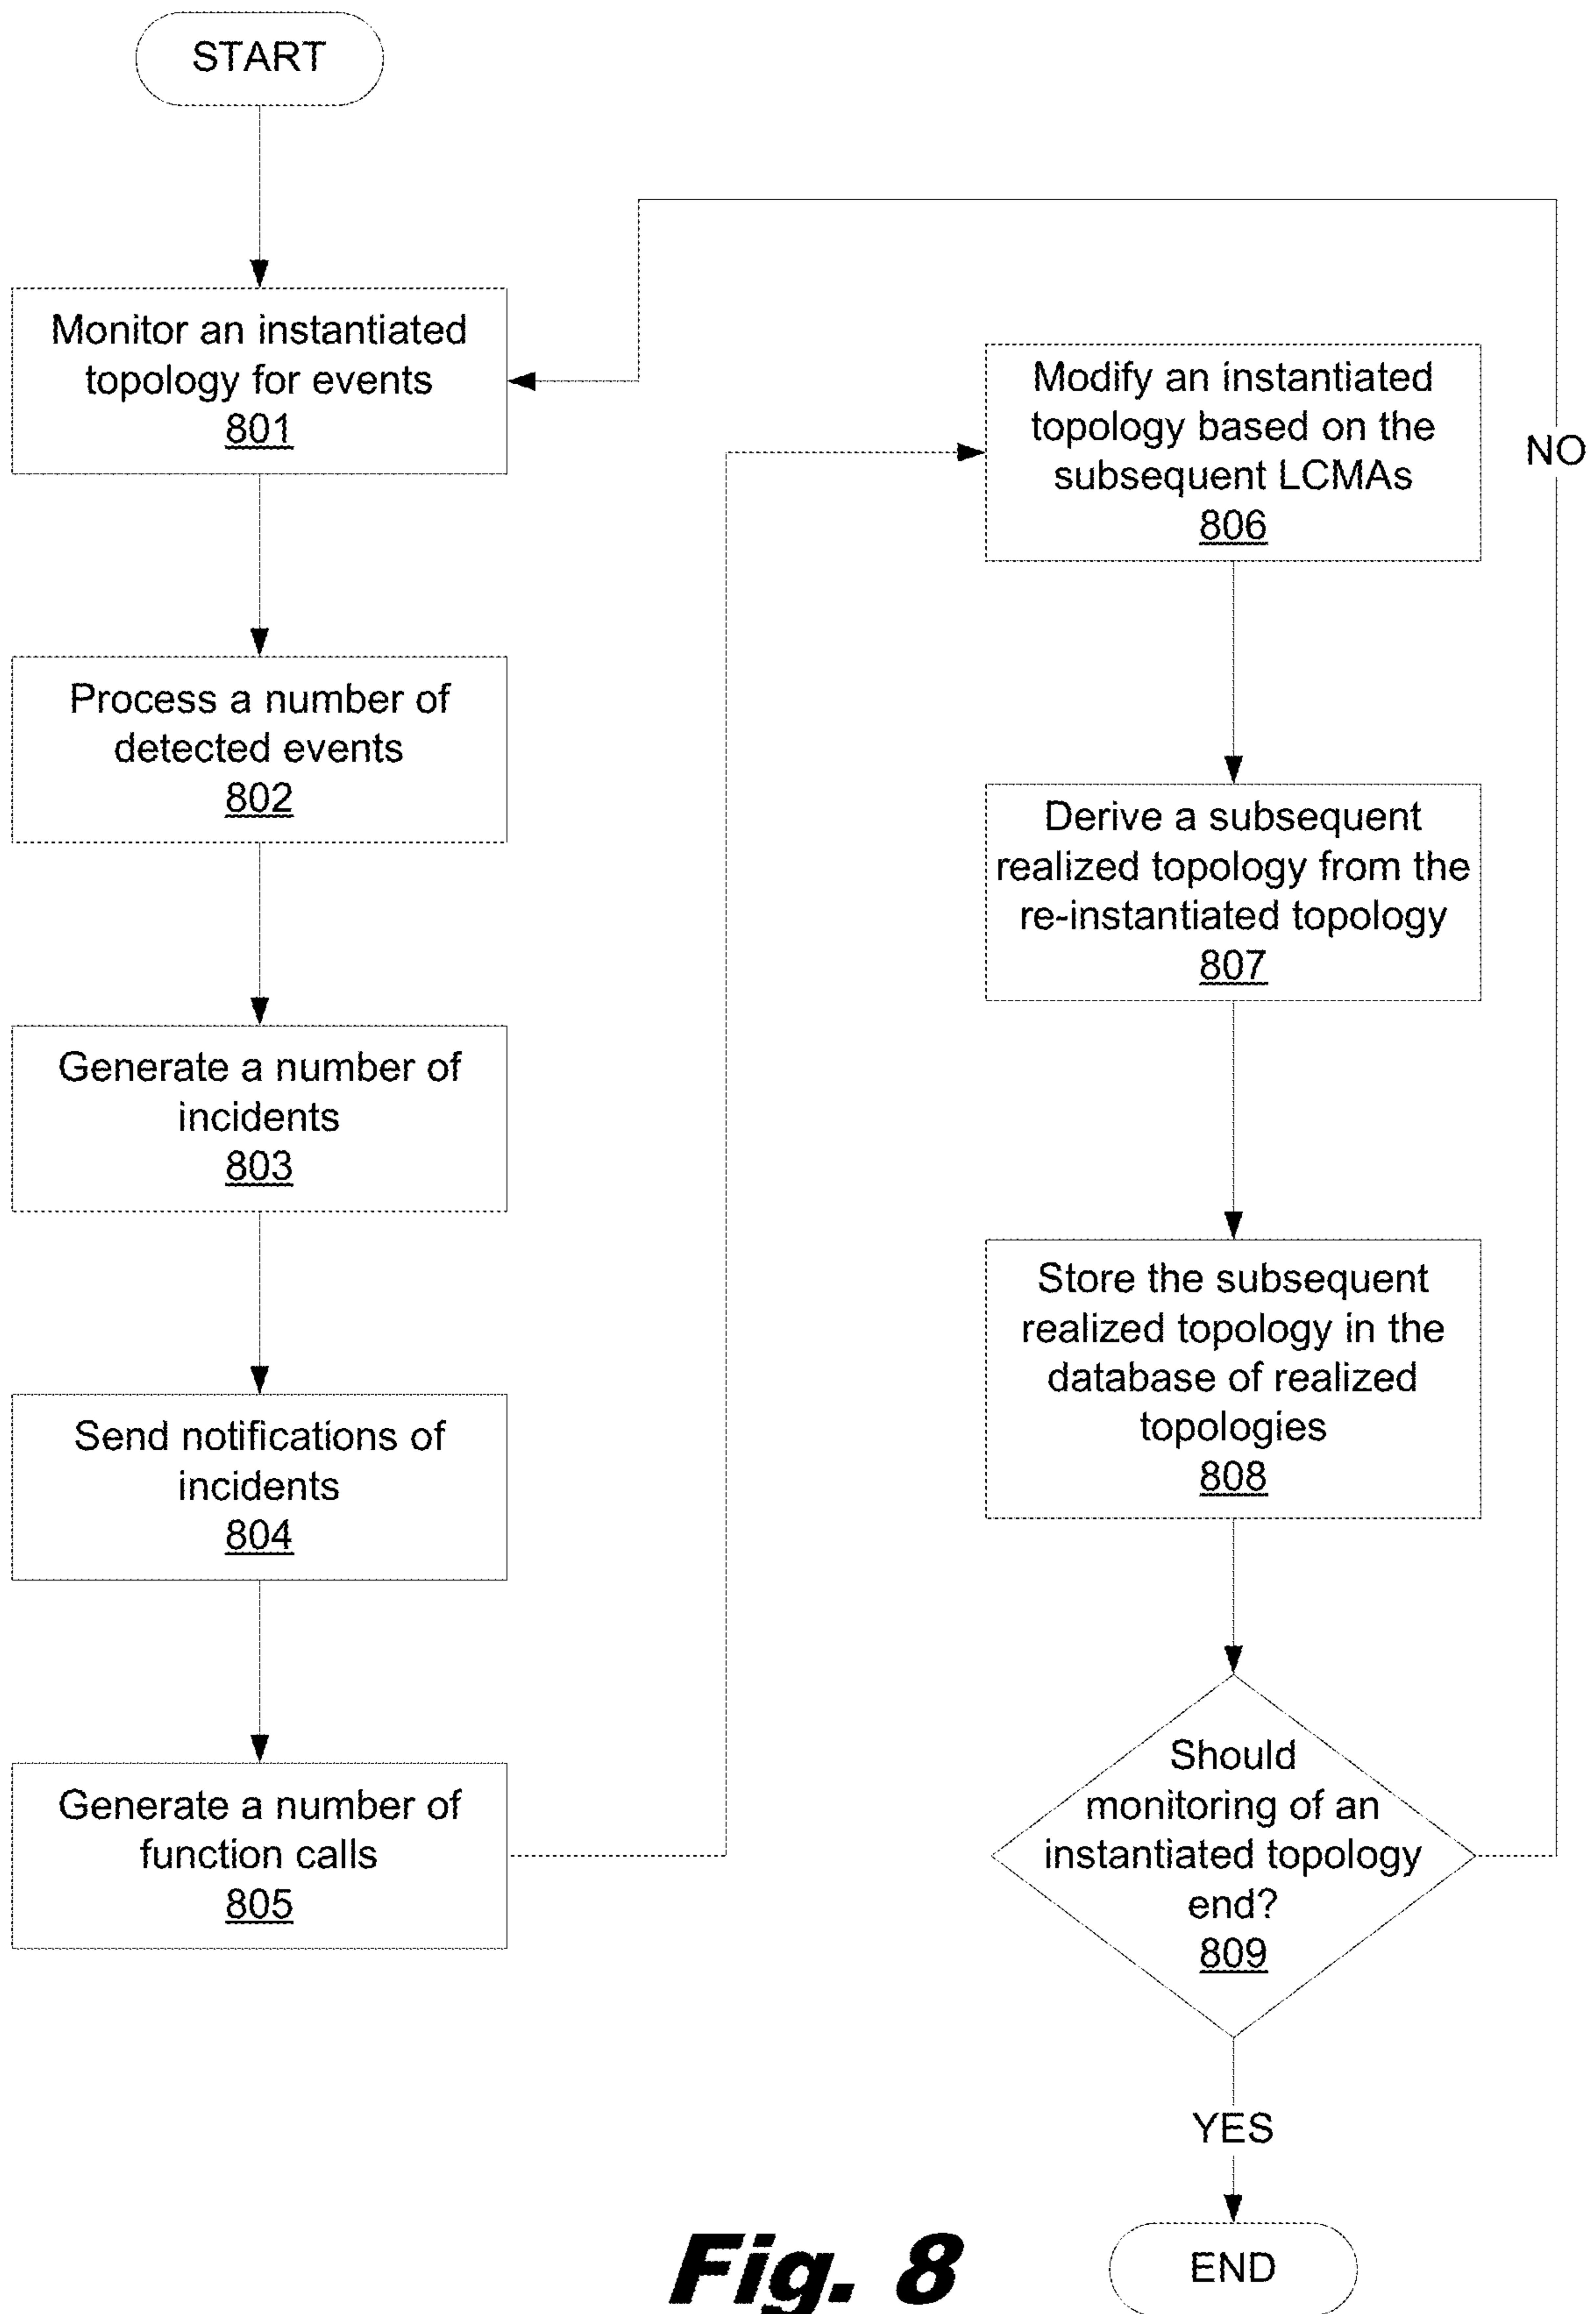 START
Monitor an instantiated
topology for events
801
Process a number of
detected events
802
Generate a number of
incidents
803
Send notifications of
incidents
804
Generate a number of
function calls
805
Modify an instantiated
topology based on the
subsequent LCMAs
806
NO
Derive a subsequent
realized topology from the
re-instantiated topology
807
Store the subsequent
realized topology in the
database of realized
topologies
808
Should
monitoring of an
instantiated topology
end?
809
YES
END
Fig. 8